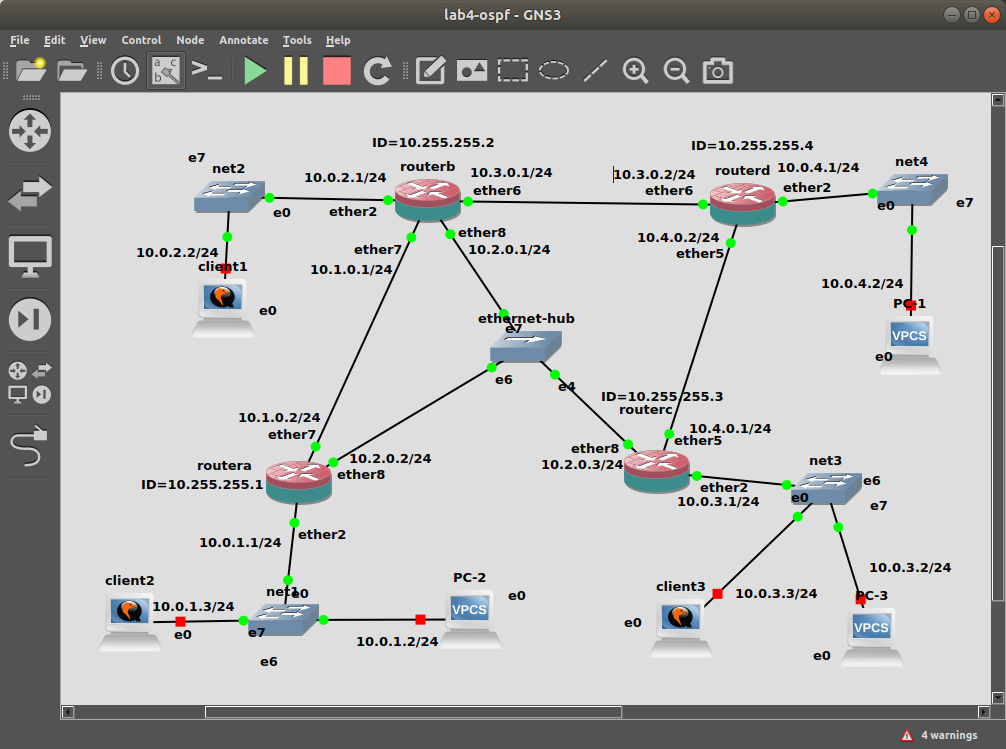 lab4-ospf - GNS3
File Edit View Control Node Annotate Tools Help
a c
b
ID=10.255.255.2
ID=10.255.255.4
e7
net2
routerb
10.0.2.1/24
10.3.0.1/24
ether6
ether2
e0
10.3.0.2/24
ether6
routerd
10.0.4.1/24
ether2
net4
e0
e7
10.0.2.2/24
client1
e0
ether7
10.1.0.1/24
ether8
10.2.0.1/24
10.4.0.2/24
ether5
10.0.4.2/24
PC-1
VPCS
e0
ethernet-hub
e7
e6
e4
ID=10.255.255.3
routerc
10.4.0.1/24
ether5
ether8
10.2.0.3/24
ether2
10.0.3.1/24
10.1.0.2/24
ether7
routera
ID=10.255.255.1
10.2.0.2/24
ether8
net3
e0
e6
e7
10.0.1.1/24
ether2
client2
10.0.1.3/24
e0
net1
e0
e7
e6
PC-2
VPCS
e0
10.0.1.2/24
client3
e0
10.0.3.3/24
10.0.3.2/24
PC-3
VPCS
e0
4 warnings